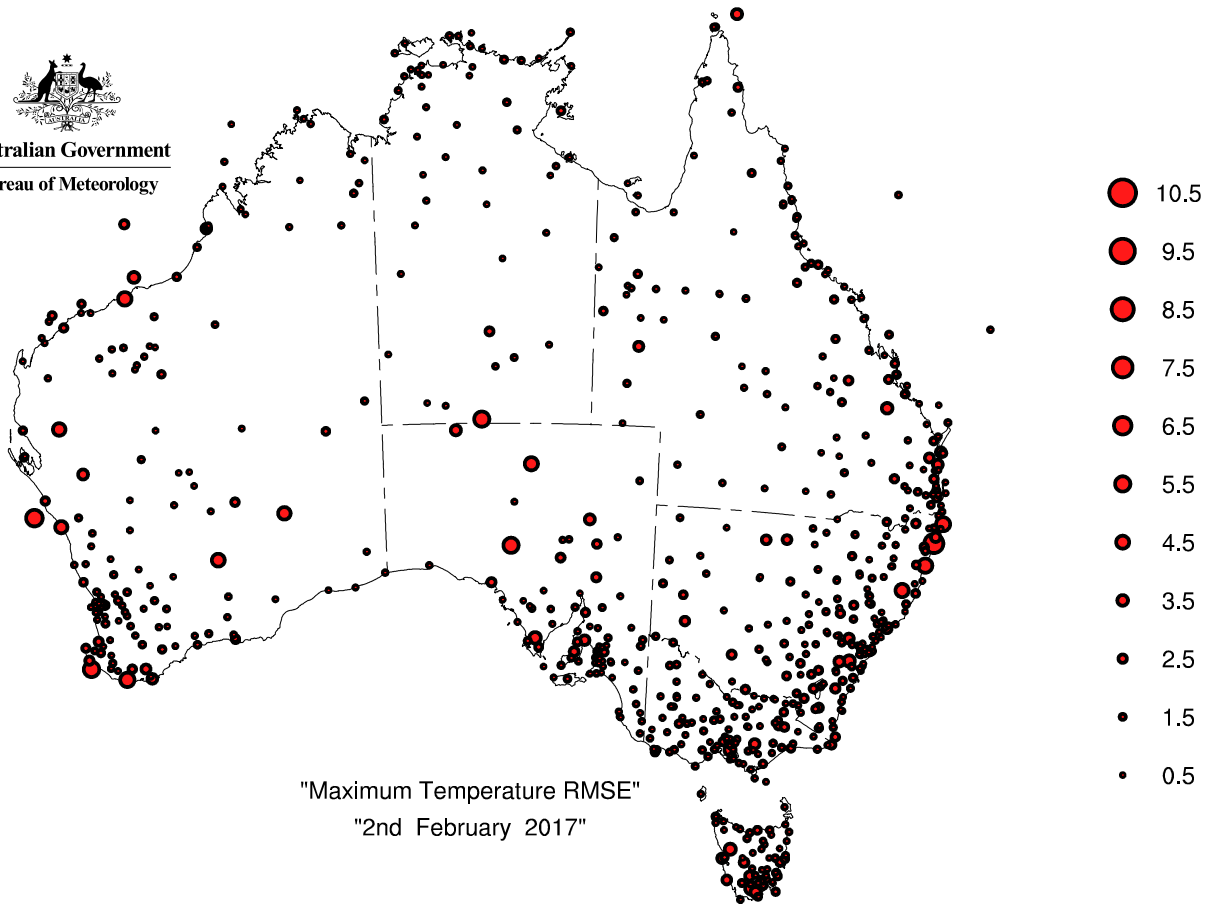 AUSTRALIA
tralian Government
reau of Meteorology
10.5
9.5
8.5
7.5
6.5
5.5
4.5
3.5
2.5
1.5
0.5
"Maximum Temperature RMSE"
"2nd February 2017"